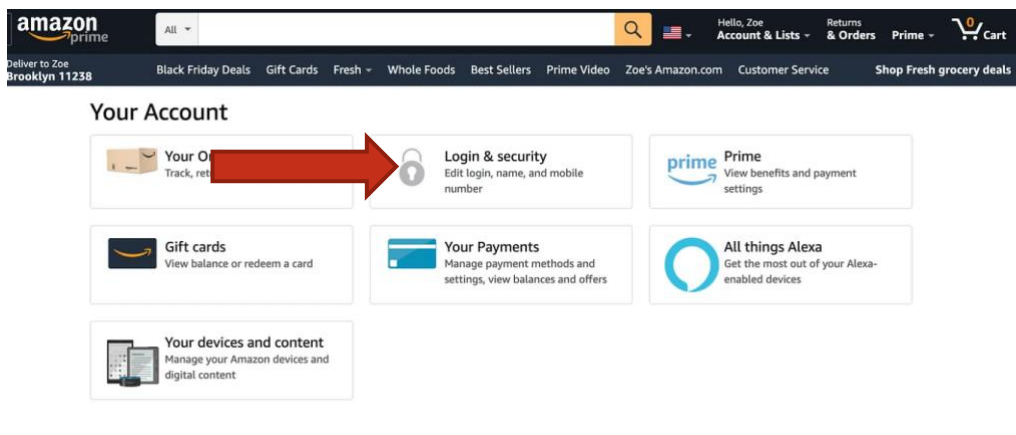 amazon
prime
All
Hello, Zoe
Account & Lists
Returns
& Orders
Prime
0
Cart
Deliver to Zoe
Brooklyn 11238
Black Friday Deals Gift Cards Fresh Whole Foods Best Sellers Prime Video Zoe's Amazon.com Customer Service Shop Fresh grocery deals
Your Account
Your
Track,
Login & security
Edit login, name, and mobile
number
prime
Prime
View benefits and payment
settings
Gift cards
View balance or redeem a card
Your Payments
Manage payment methods and
settings, view balances and offers
All things Alexa
Get the most out of your Alexa-
enabled devices
Your devices and content
Manage your Amazon devices and
digital content